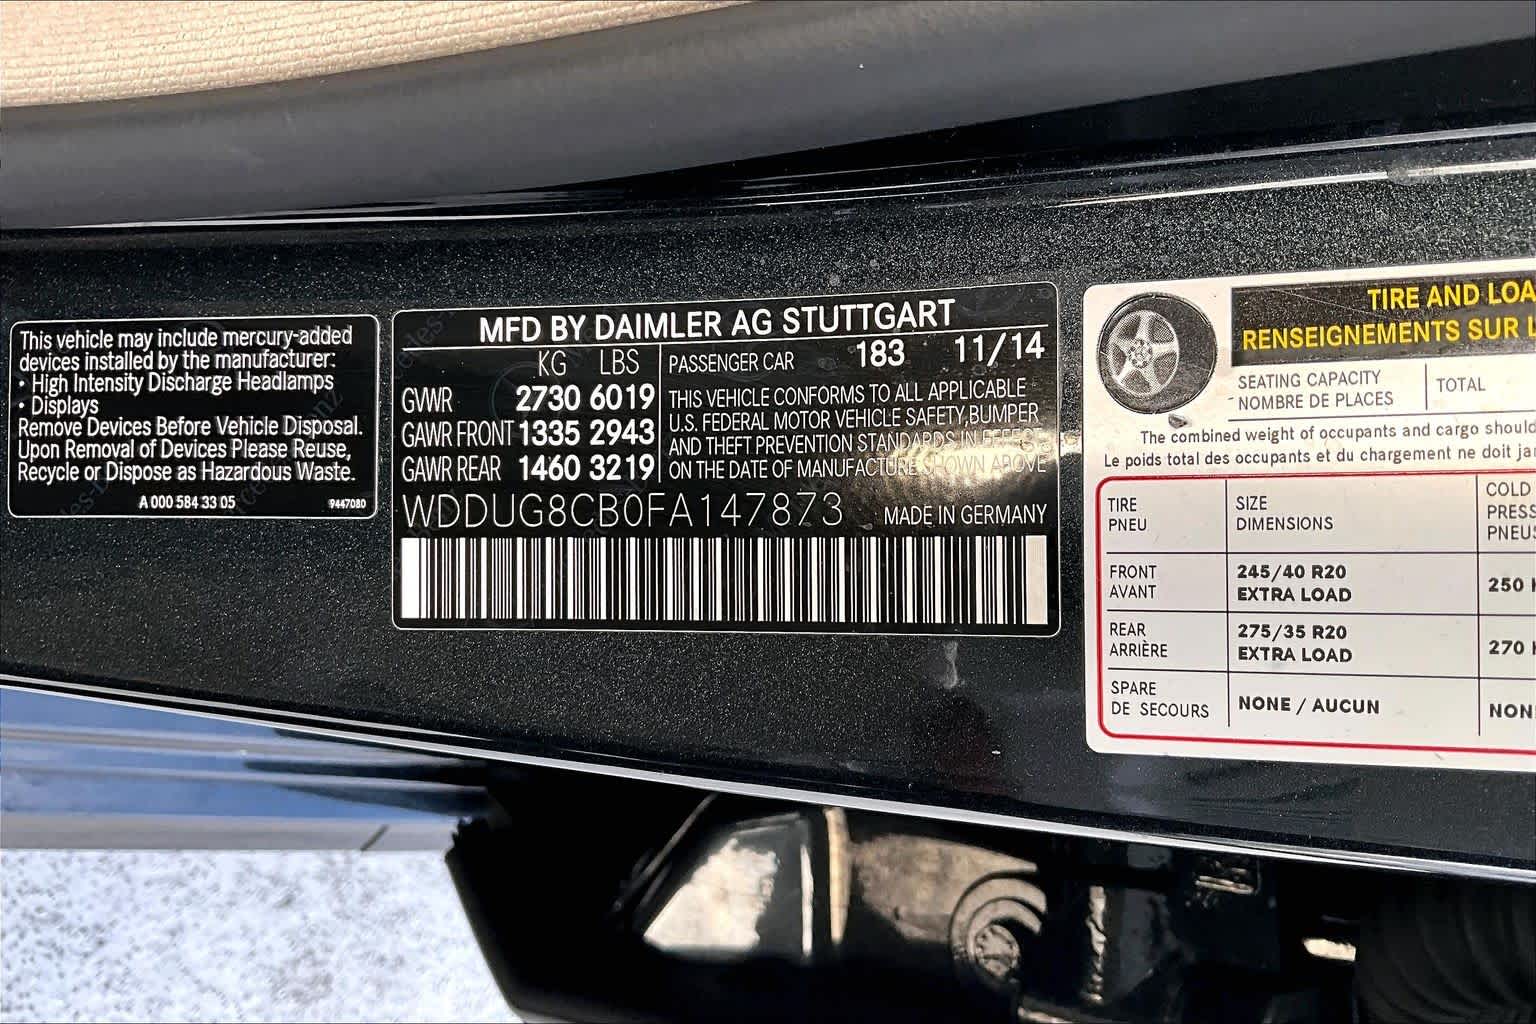 This vehicle may include mercury-added
devices installed by the manufacturer:
• High Intensity Discharge Headlamps
• Displays
Remove Devices Before Vehicle Disposal.
Upon Removal of Devices Please Reuse,
Recycle or Dispose as Hazardous Waste.
A 000 584 33 05 9447080
MFD BY DAIMLER AG STUTTGART
KG LBS
GVWR 2730 6019
GAWR FRONT 1335 2943
GAWR REAR 1460 3219
PASSENGER CAR 183 11/14
THIS VEHICLE CONFORMS TO ALL APPLICABLE
U.S. FEDERAL MOTOR VEHICLE SAFETY,BUMPER
AND THEFT PREVENTION STANDARDS IN EFFECT
ON THE DATE OF MANUFACTURE SHOWN ABOVE
WDDUG8CB0FA147873 MADE IN GERMANY
TIRE AND LOA
RENSEIGNEMENTS SUR
SEATING CAPACITY
NOMBRE DE PLACES
TOTAL
The combined weight of occupants and cargo should
Le poids total des occupants et du chargement ne doit
TIRE
PNEU
SIZE
DIMENSIONS
COLD
PRESS
PNEUS
FRONT
AVANT
245/40 R20
EXTRA LOAD
250
REAR
ARRIÈRE
275/35 R20
EXTRA LOAD
270
SPARE
DE SECOURS
NONE / AUCUN
NON